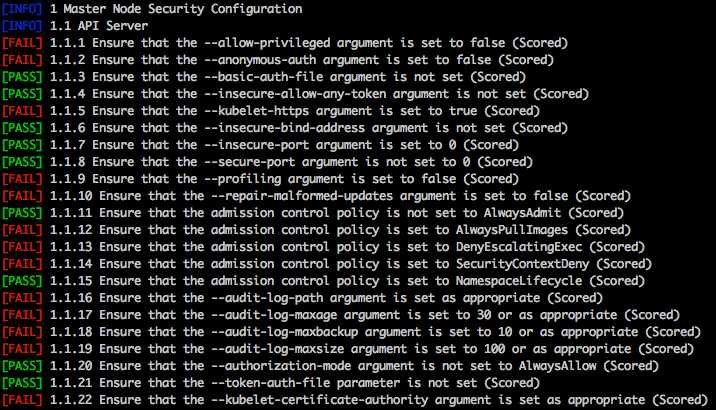 [INFO] 1 Master Node Security Configuration
[INFO] 1.1 API Server
[FAIL] 1.1.1 Ensure that the --allow-privileged argument is set to false (Scored)
[FAIL] 1.1.2 Ensure that the --anonymous-auth argument is set to false (Scored)
[PASS] 1.1.3 Ensure that the --basic-auth-file argument is not set (Scored)
[PASS] 1.1.4 Ensure that the --insecure-allow-any-token argument is not set (Scored)
[FAIL] 1.1.5 Ensure that the --kubelet-https argument is set to true (Scored)
[PASS] 1.1.6 Ensure that the --insecure-bind-address argument is not set (Scored)
[PASS] 1.1.7 Ensure that the --insecure-port argument is set to 0 (Scored)
[PASS] 1.1.8 Ensure that the --secure-port argument is not set to 0 (Scored)
[FAIL] 1.1.9 Ensure that the --profiling argument is set to false (Scored)
[FAIL] 1.1.10 Ensure that the --repair-malformed-updates argument is set to false (Scored)
[PASS] 1.1.11 Ensure that the admission control policy is not set to AlwaysAdmit (Scored)
[FAIL] 1.1.12 Ensure that the admission control policy is set to AlwaysPullImages (Scored)
[FAIL] 1.1.13 Ensure that the admission control policy is set to DenyEscalatingExec (Scored)
[FAIL] 1.1.14 Ensure that the admission control policy is set to SecurityContextDeny (Scored)
[PASS] 1.1.15 Ensure that the admission control policy is set to NamespaceLifecycle (Scored)
[FAIL] 1.1.16 Ensure that the --audit-log-path argument is set as appropriate (Scored)
[FAIL] 1.1.17 Ensure that the --audit-log-maxage argument is set to 30 or as appropriate (Scored)
[FAIL] 1.1.18 Ensure that the --audit-log-maxbackup argument is set to 10 or as appropriate (Scored)
[FAIL] 1.1.19 Ensure that the --audit-log-maxsize argument is set to 100 or as appropriate (Scored)
[PASS] 1.1.20 Ensure that the --authorization-mode argument is not set to AlwaysAllow (Scored)
[PASS] 1.1.21 Ensure that the --token-auth-file parameter is not set (Scored)
[FAIL] 1.1.22 Ensure that the --kubelet-certificate-authority argument is set as appropriate (Scored)